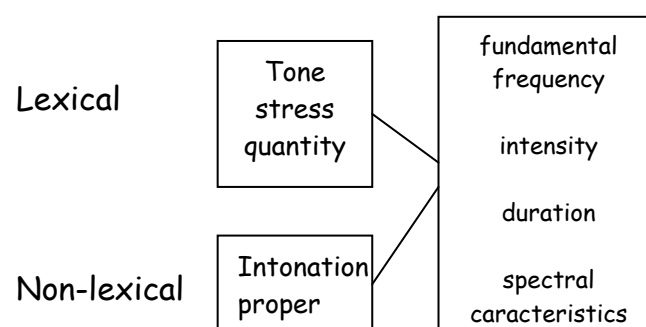 Lexical
Tone
stress
quantity
Non-lexical
Intonation
proper
fundamental
frequency
intensity
duration
spectral
caracteristics